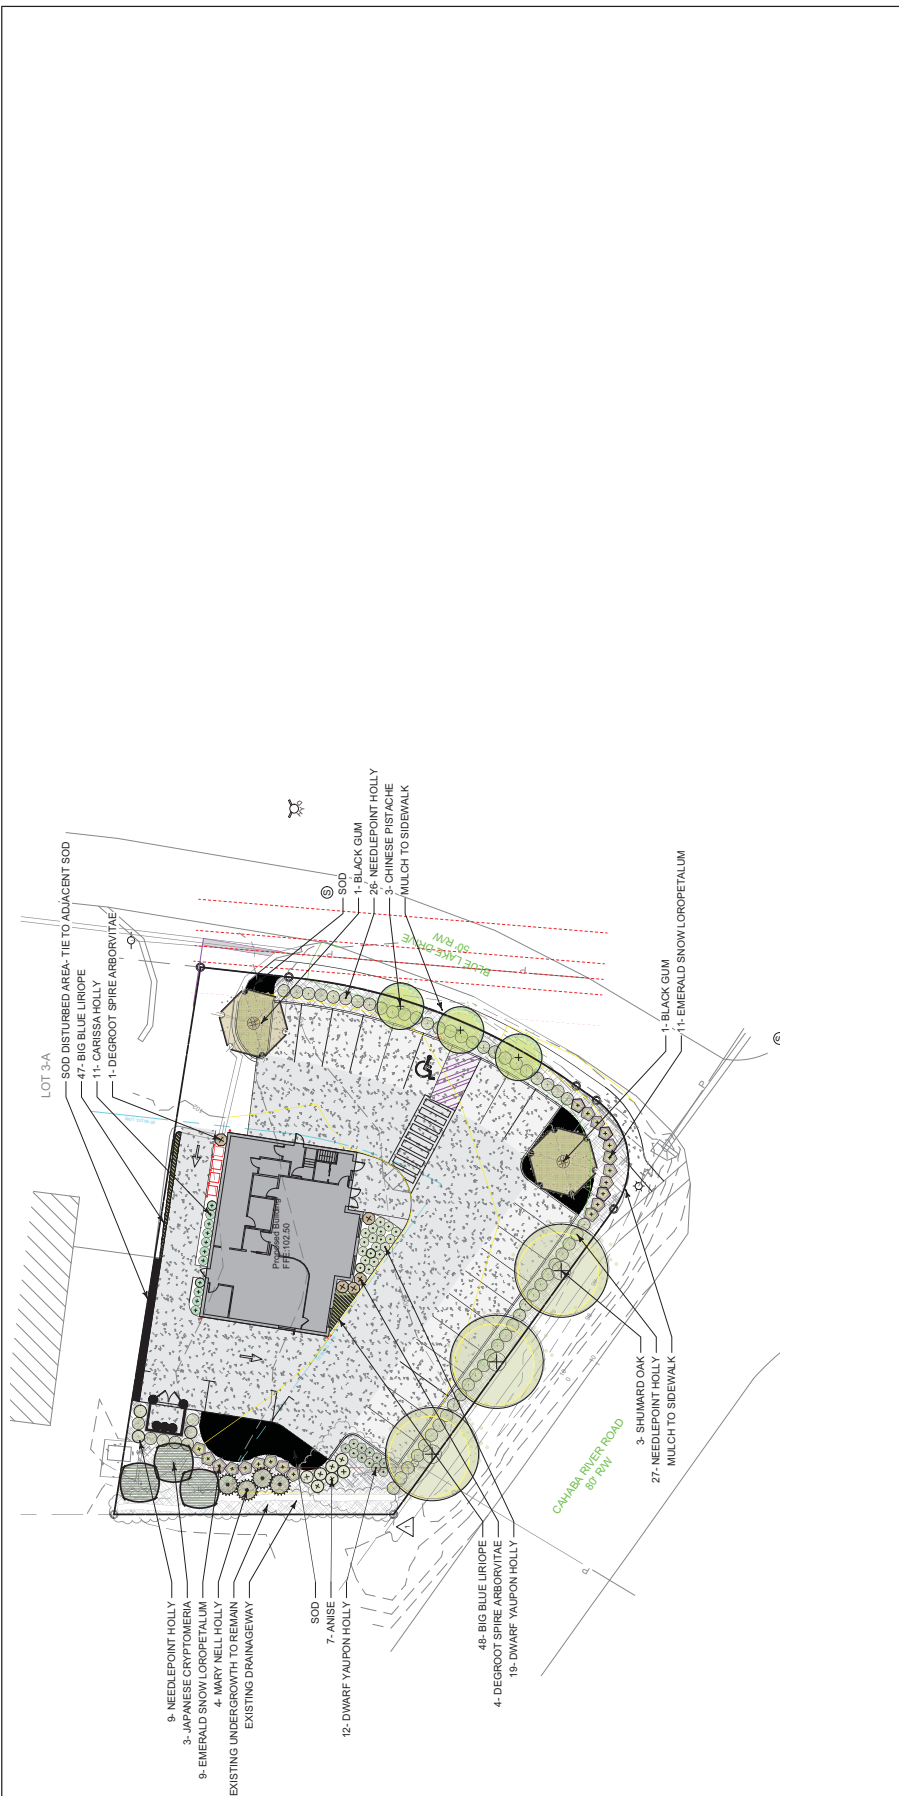 LOT 3-A
SOD DISTURBED AREA- TIE TO ADJACENT SOD
47- BIG BLUE LIRIOPE
11- CARISSA HOLLY
1- DEGROOT SPIRE ARBORVITAE
S
SOD
1- BLACK GUM
26- NEEDLEPOINT HOLLY
3- CHINESE PISTACHE
MULCH TO SIDEWALK
BLUE LAKE DRIVE
50' R/W
P
P
1- BLACK GUM
11- EMERALD SNOW LOROPETALUM
P
Proposed Building
FFE:102.50
3- SHUMARD OAK
27- NEEDLEPOINT HOLLY
MULCH TO SIDEWALK
CAHABA RIVER ROAD
80' R/W
P
9- NEEDLEPOINT HOLLY
3- JAPANESE CRYPTOMERIA
9- EMERALD SNOW LOROPETALUM
4- MARY NELL HOLLY
EXISTING UNDERGROWTH TO REMAIN
EXISTING DRAINAGEWAY
SOD
7- ANISE
12- DWARF YAUPON HOLLY
1
48- BIG BLUE LIRIOPE
4- DEGROOT SPIRE ARBORVITAE
19- DWARF YAUPON HOLLY